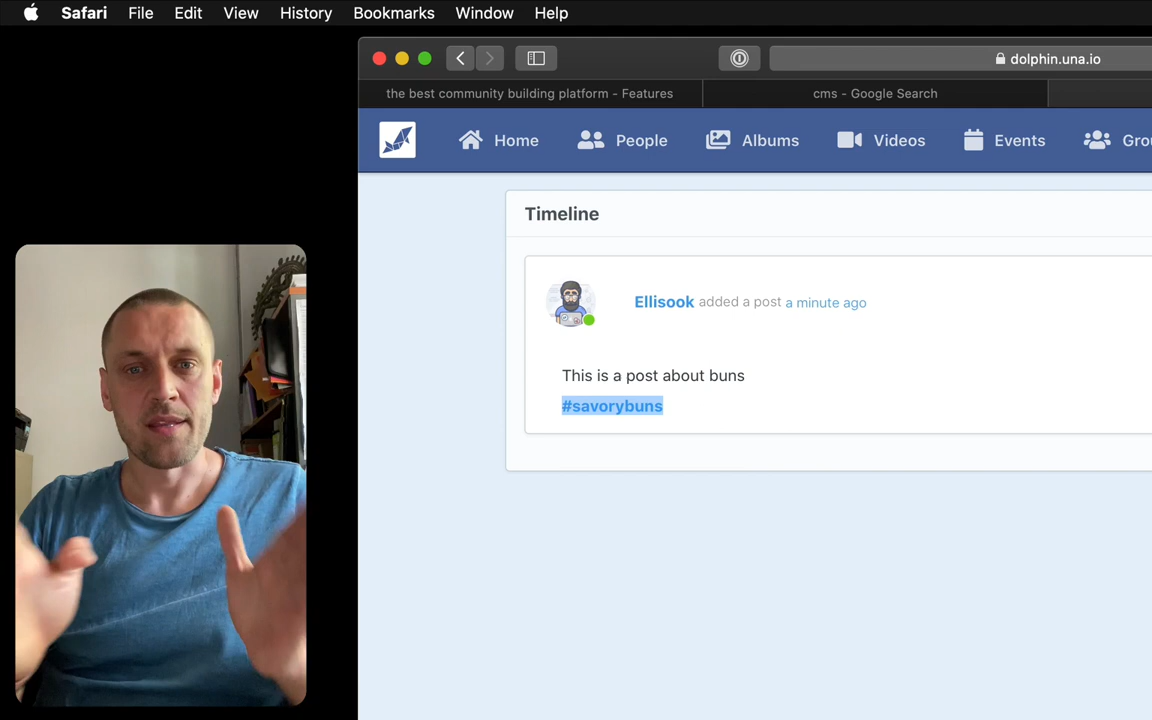 Safari File Edit View History Bookmarks Window Help
dolphin.una.io
the best community building platform - Features
cms - Google Search
Home People Albums Videos Events Grou
Timeline
Ellisook added a post a minute ago
This is a post about buns
#savorybuns